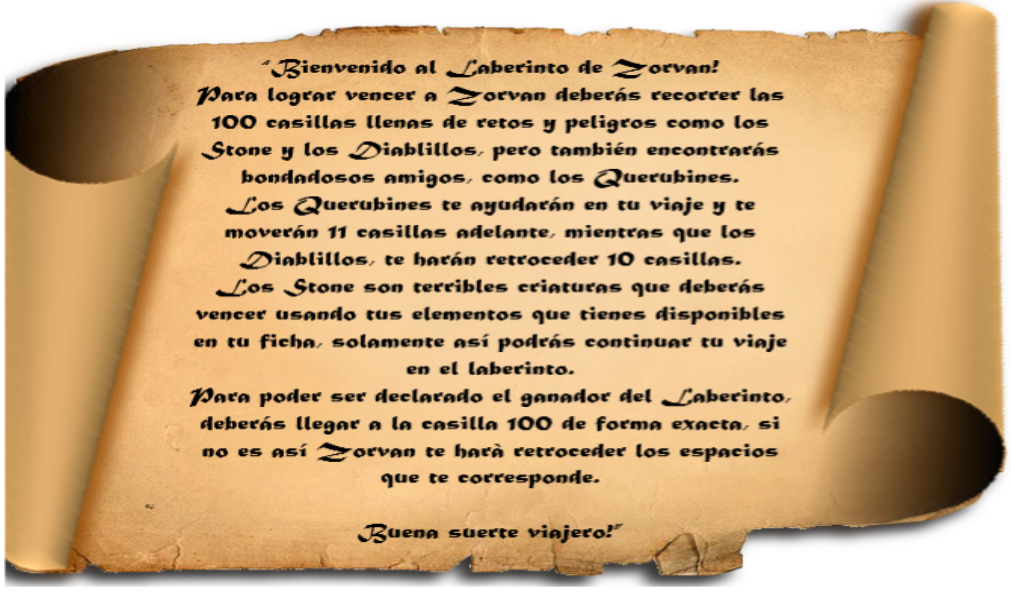 "Bienvenido al Laberinto de Zorvan!
Para lograr vencer a Zorvan deberás recorrer las
100 casillas llenas de retos y peligros como los
Stone y los Diablillos, pero también encontrarás
bondadosos amigos, como los Querubines.
Los Querubines te ayudarán en tu viaje y te
moverán 11 casillas adelante, mientras que los
Diablillos, te harán retroceder 10 casillas.
Los Stone son terribles criaturas que deberás
vencer usando tus elementos que tienes disponibles
en tu ficha, solamente así podrás continuar tu viaje
en el laberinto.
Para poder ser declarado el ganador del Laberinto,
deberás llegar a la casilla 100 de forma exacta, si
no es así Zorvan te harà retroceder los espacios
que te corresponde.
Buena suerte viajero!"